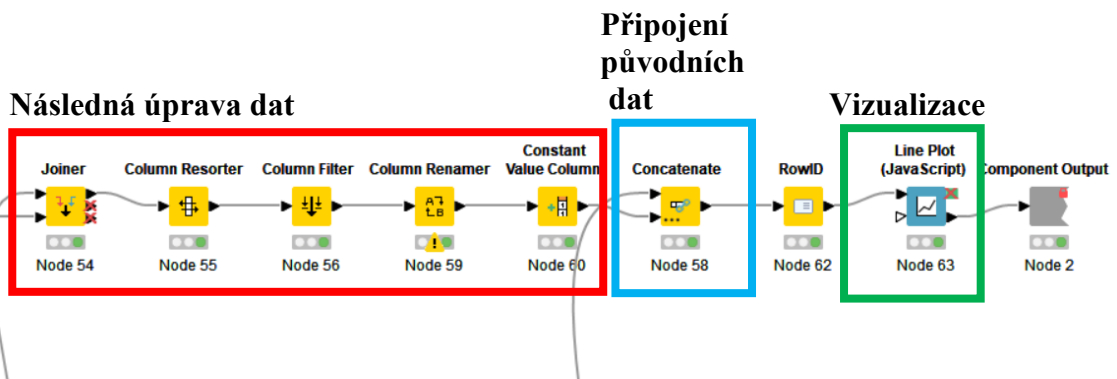 Připojení
původních
dat
Následná úprava dat
Vizualizace
Joiner
Column Resorter
Column Filter
Column Renamer
Constant
Value Column
Concatenate
RowID
Line Plot
(JavaScript)
Component Output
Node 54
Node 55
Node 56
Node 59
Node 60
Node 58
Node 62
Node 63
Node 2